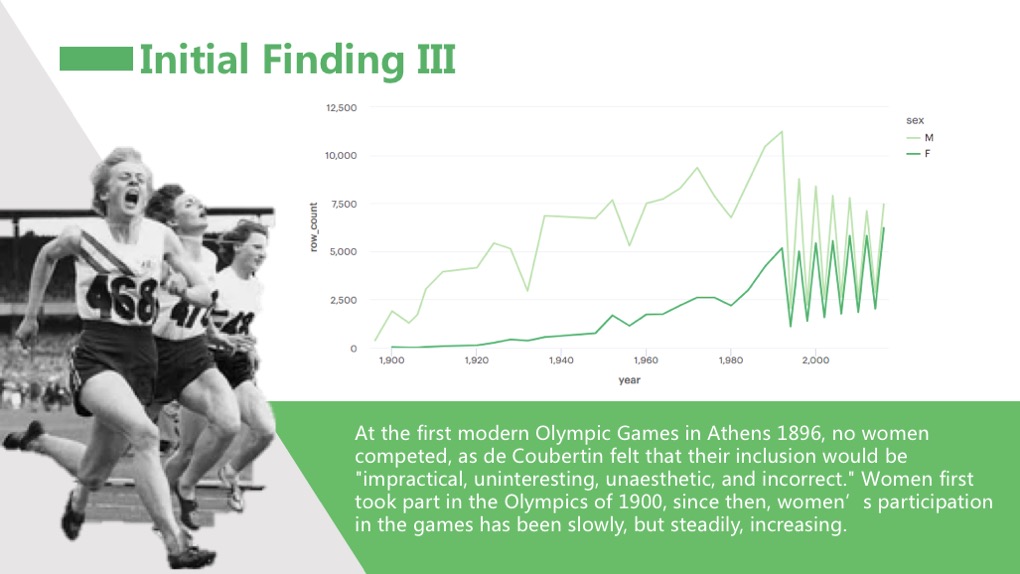 Initial Finding III
12,500
10,000
7,500
5,000
2,500
0
row_count
1,900
1,920
1,940
1,960
1,980
2,000
year
sex
M
F
468
At the first modern Olympic Games in Athens 1896, no women
competed, as de Coubertin felt that their inclusion would be
"impractical, uninteresting, unaesthetic, and incorrect." Women first
took part in the Olympics of 1900, since then, women’ s participation
in the games has been slowly, but steadily, increasing.